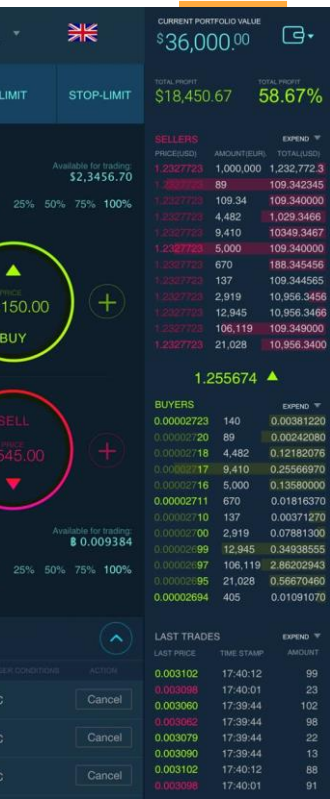 CURRENT PORTFOLIO VALUE
$36,000.00
LIMIT
STOP-LIMIT
TOTAL PROFIT
TOTAL PROFIT
$18,450.67
58.67%
SELLERS
EXPEND
PRICE(USD) AMOUNT(EUR) TOTAL(USD)
1.2327723 1,000,000 1,232,772.3
1.2327723 89 109.342345
1.2327723 109.34 109.340000
1.2327723 4,482 1,029.3466
1.2327723 9,410 10349.3467
1.2327723 5,000 109.340000
1.2327723 670 188.345456
1.2327723 137 109.344565
1.2327723 2,919 10,956.3456
1.2327723 12,945 10,956.3466
1.2327723 106,119 109.349000
1.2327723 21,028 10,956.3400
Available for trading:
$2,3456.70
25% 50% 75% 100%
PRICE
150.00
BUY
1.255674
BUYERS
EXPEND
0.00002723 140 0.00381220
0.00002720 89 0.00242080
0.00002718 4,482 0.12182076
0.00002717 9,410 0.25566970
0.00002716 5,000 0.13580000
0.00002711 670 0.01816370
0.00002710 137 0.00371270
0.00002700 2,919 0.07881300
0.00002699 12,945 0.34938555
0.00002697 106,119 2.86202943
0.00002695 21,028 0.56670460
0.00002694 405 0.01091070
SELL
PRICE
545.00
Available for trading:
฿ 0.009384
25% 50% 75% 100%
CONDITIONS
ACTION
Cancel
Cancel
Cancel
LAST TRADES
EXPEND
LAST PRICE TIME STAMP AMOUNT
0.003102 17:40:12 99
0.003098 17:40:01 23
0.003060 17:39:44 102
0.003062 17:39:44 98
0.003079 17:39:44 22
0.003090 17:39:44 13
0.003102 17:40:12 88
0.003098 17:40:01 91